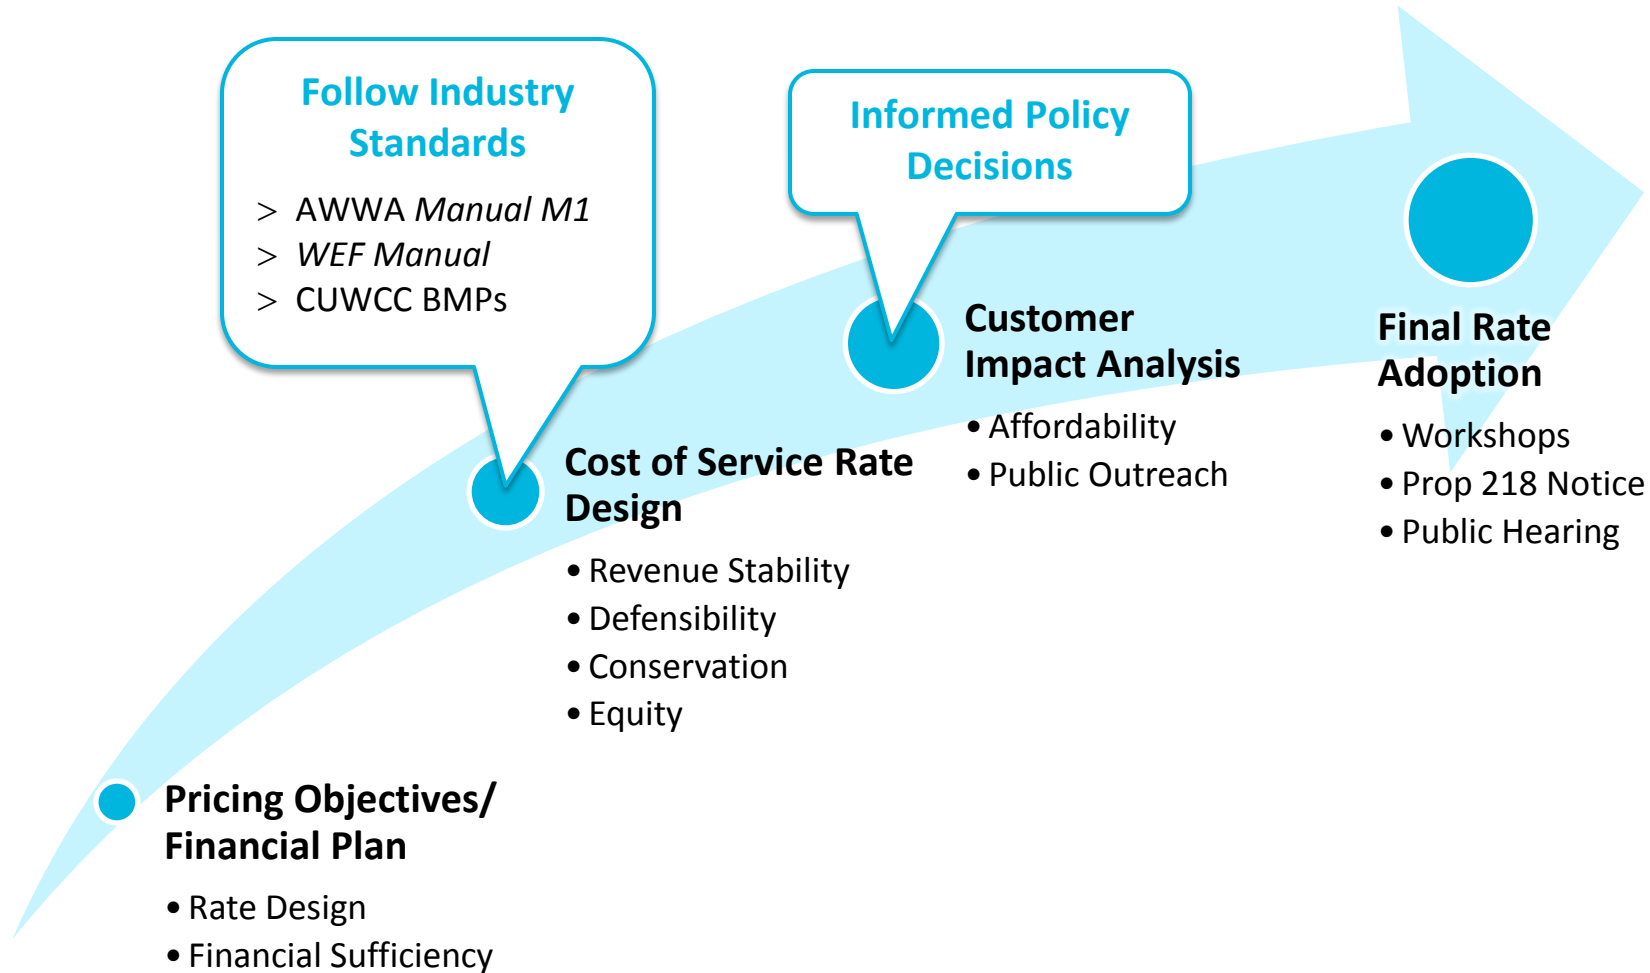 Follow Industry
Standards
> AWWA Manual M1
> WEF Manual
> CUWCC BMPs
Informed Policy
Decisions
Pricing Objectives/
Financial Plan
• Rate Design
• Financial Sufficiency
Cost of Service Rate
Design
• Revenue Stability
• Defensibility
• Conservation
• Equity
Customer
Impact Analysis
• Affordability
• Public Outreach
Final Rate
Adoption
• Workshops
• Prop 218 Notice
• Public Hearing